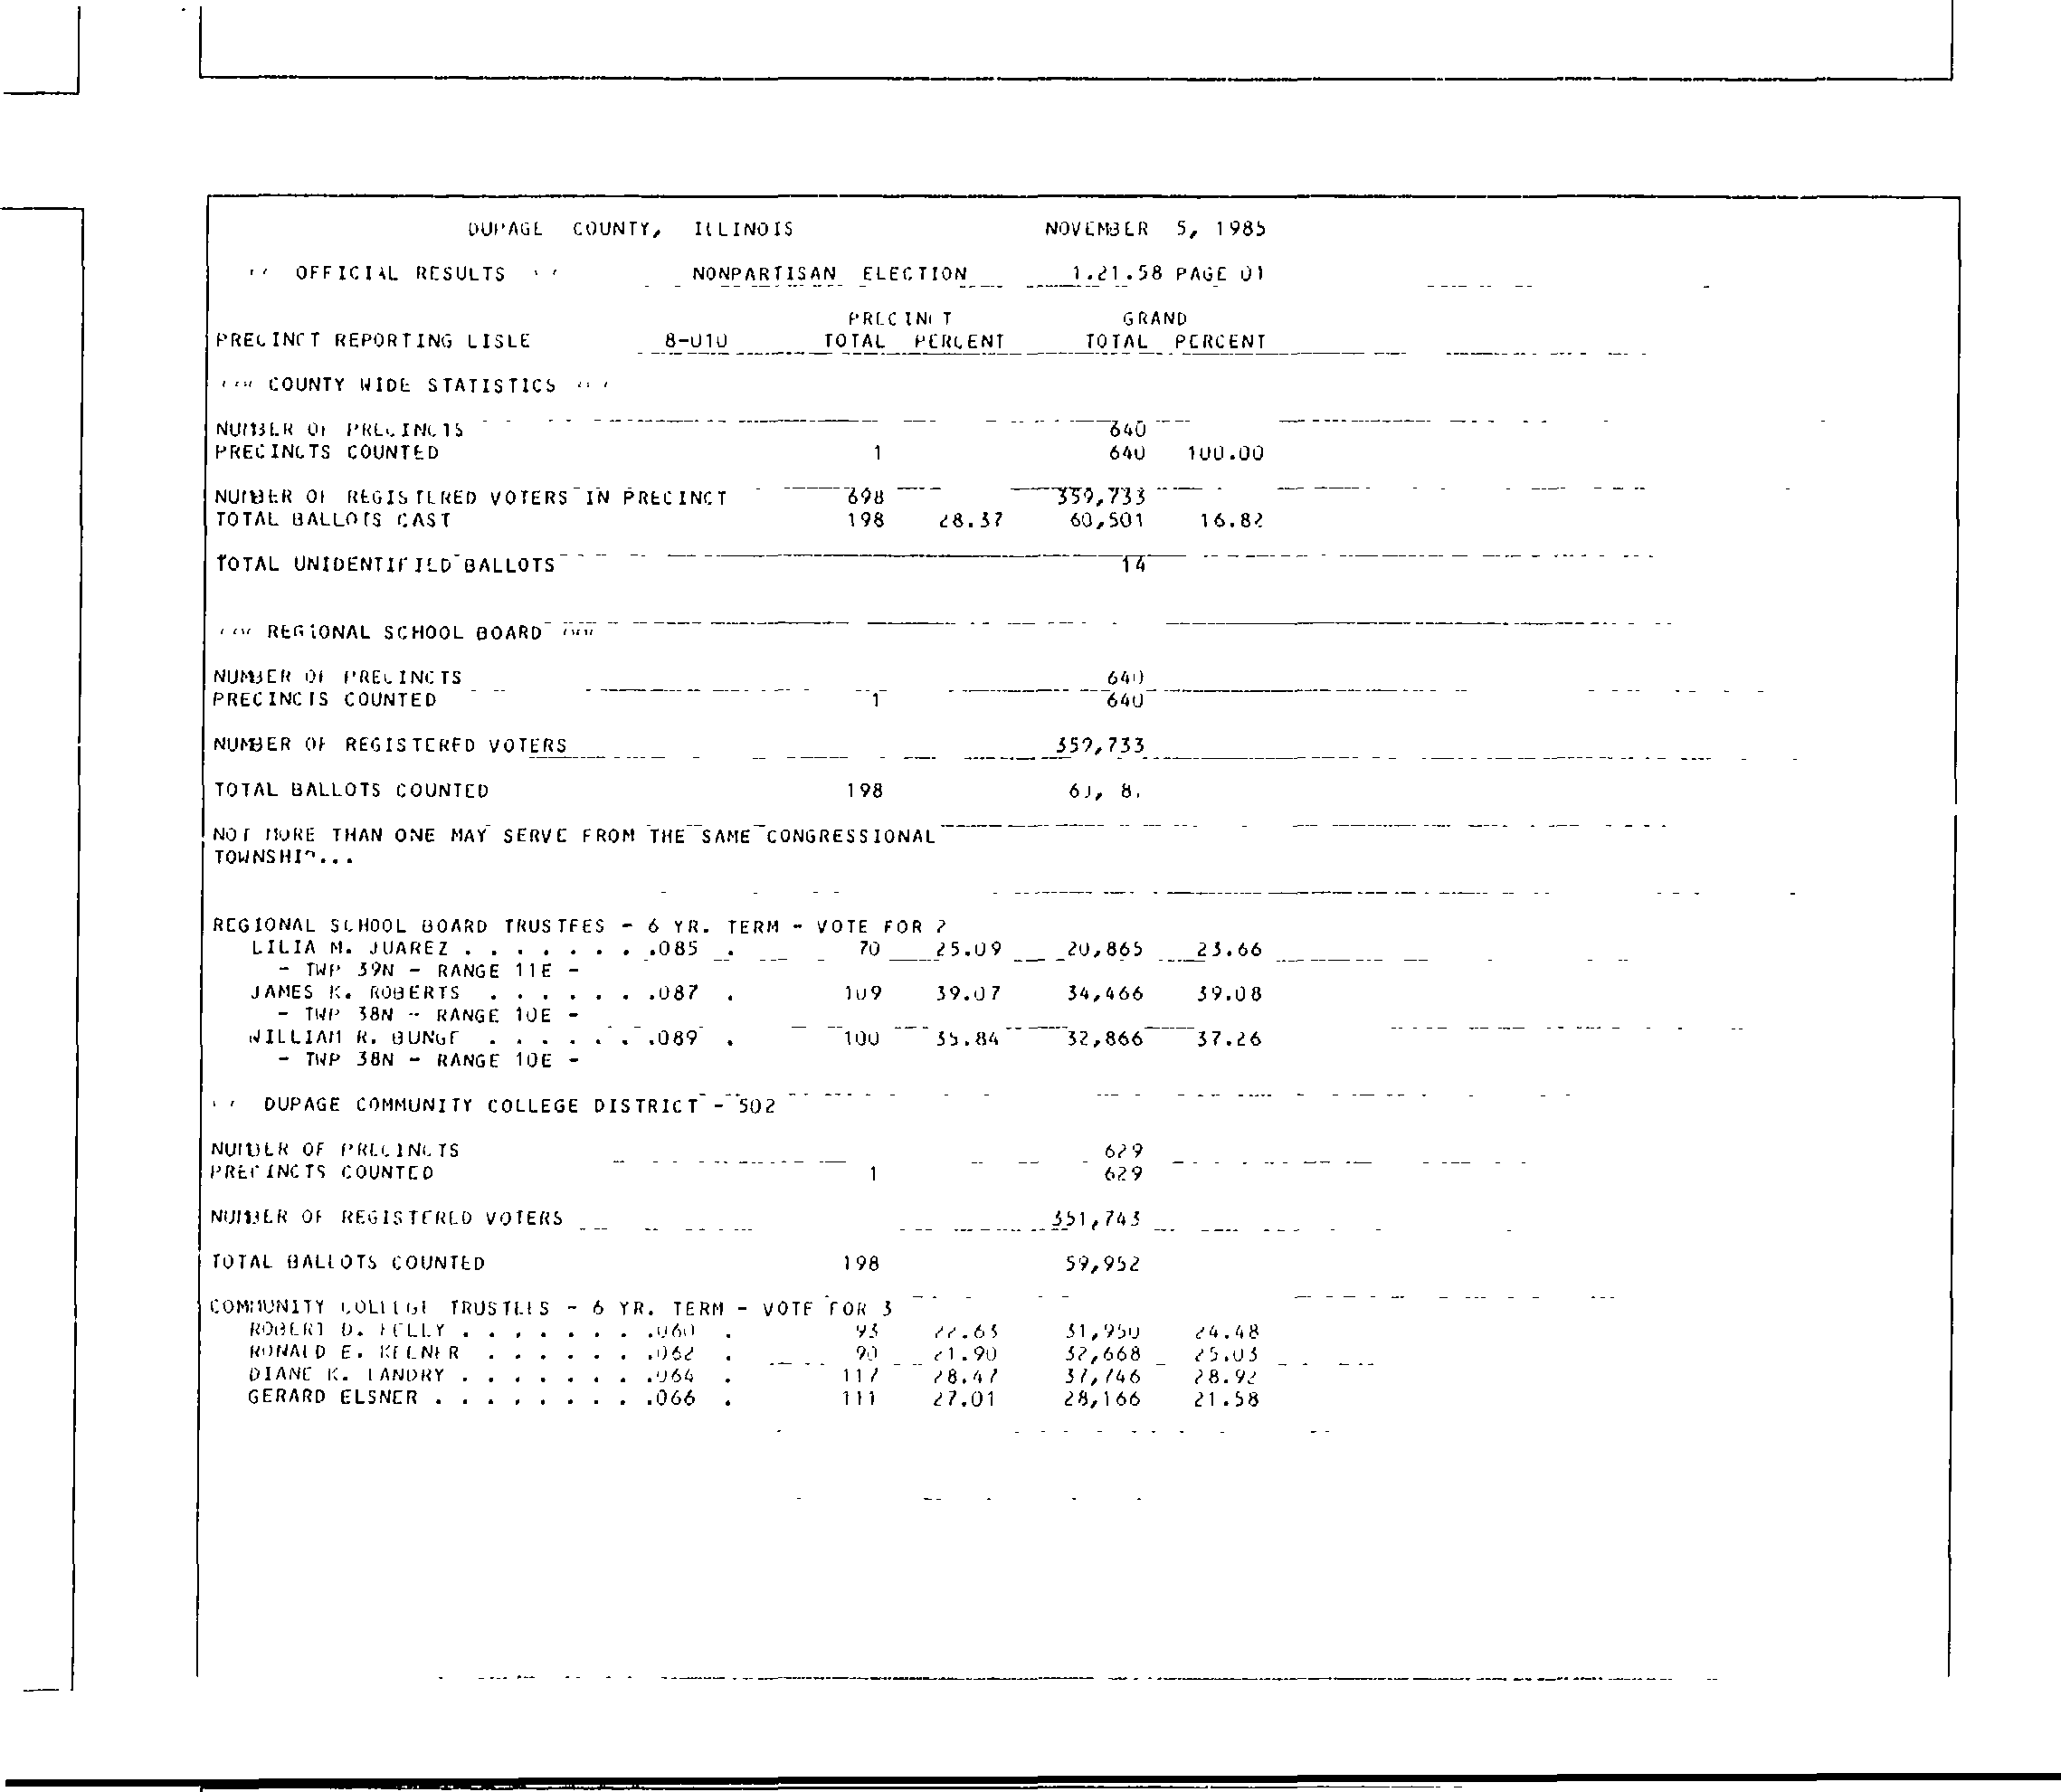 DUPAGE COUNTY, ILLINOIS NOVEMBER 5, 1985
OFFICIAL RESULTS NONPARTISAN ELECTION 1.21.58 PAGE 01
PRECINCT GRAND
PRECINCT REPORTING LISLE 8-010 TOTAL PERCENT TOTAL PERCENT
COUNTY WIDE STATISTICS
NUMBER OF PRECINCTS 640
PRECINCTS COUNTED 1 640 100.00
NUMBER OF REGISTERED VOTERS IN PRECINCT 698 359,733
TOTAL BALLOTS CAST 198 28.37 60,501 16.82
TOTAL UNIDENTIFIED BALLOTS 14
REGIONAL SCHOOL BOARD
NUMBER OF PRECINCTS 640
PRECINCTS COUNTED 1 640
NUMBER OF REGISTERED VOTERS 359,733
TOTAL BALLOTS COUNTED 198
NOT MORE THAN ONE MAY SERVE FROM THE SAME CONGRESSIONAL
TOWNSHIP...
REGIONAL SCHOOL BOARD TRUSTEES - 6 YR. TERM - VOTE FOR 2
LILIA M. JUAREZ . . . . . . . .085 . 70 25.09 20,865 23.66
- TWP 39N - RANGE 11E -
JAMES K. ROBERTS . . . . . . .087 . 109 39.07 34,466 39.08
- TWP 38N - RANGE 10E -
WILLIAM R. BUNGE . . . . . . .089 . 100 35.84 32,866 37.26
- TWP 38N - RANGE 10E -
DUPAGE COMMUNITY COLLEGE DISTRICT - 502
NUMBER OF PRECINCTS 629
PRECINCTS COUNTED 1 629
NUMBER OF REGISTERED VOTERS 351,743
TOTAL BALLOTS COUNTED 198 59,952
COMMUNITY COLLEGE TRUSTEES - 6 YR. TERM - VOTE FOR 3
ROBERT D. KELLY . . . . . . . .060 . 93 22.63 31,950 24.48
RONALD E. KEENER . . . . . . .062 . 90 21.90 32,668 25.03
DIANE K. LANDRY . . . . . . . .064 . 117 28.47 37,746 28.92
GERARD ELSNER . . . . . . . . .066 . 111 27.01 28,166 21.58